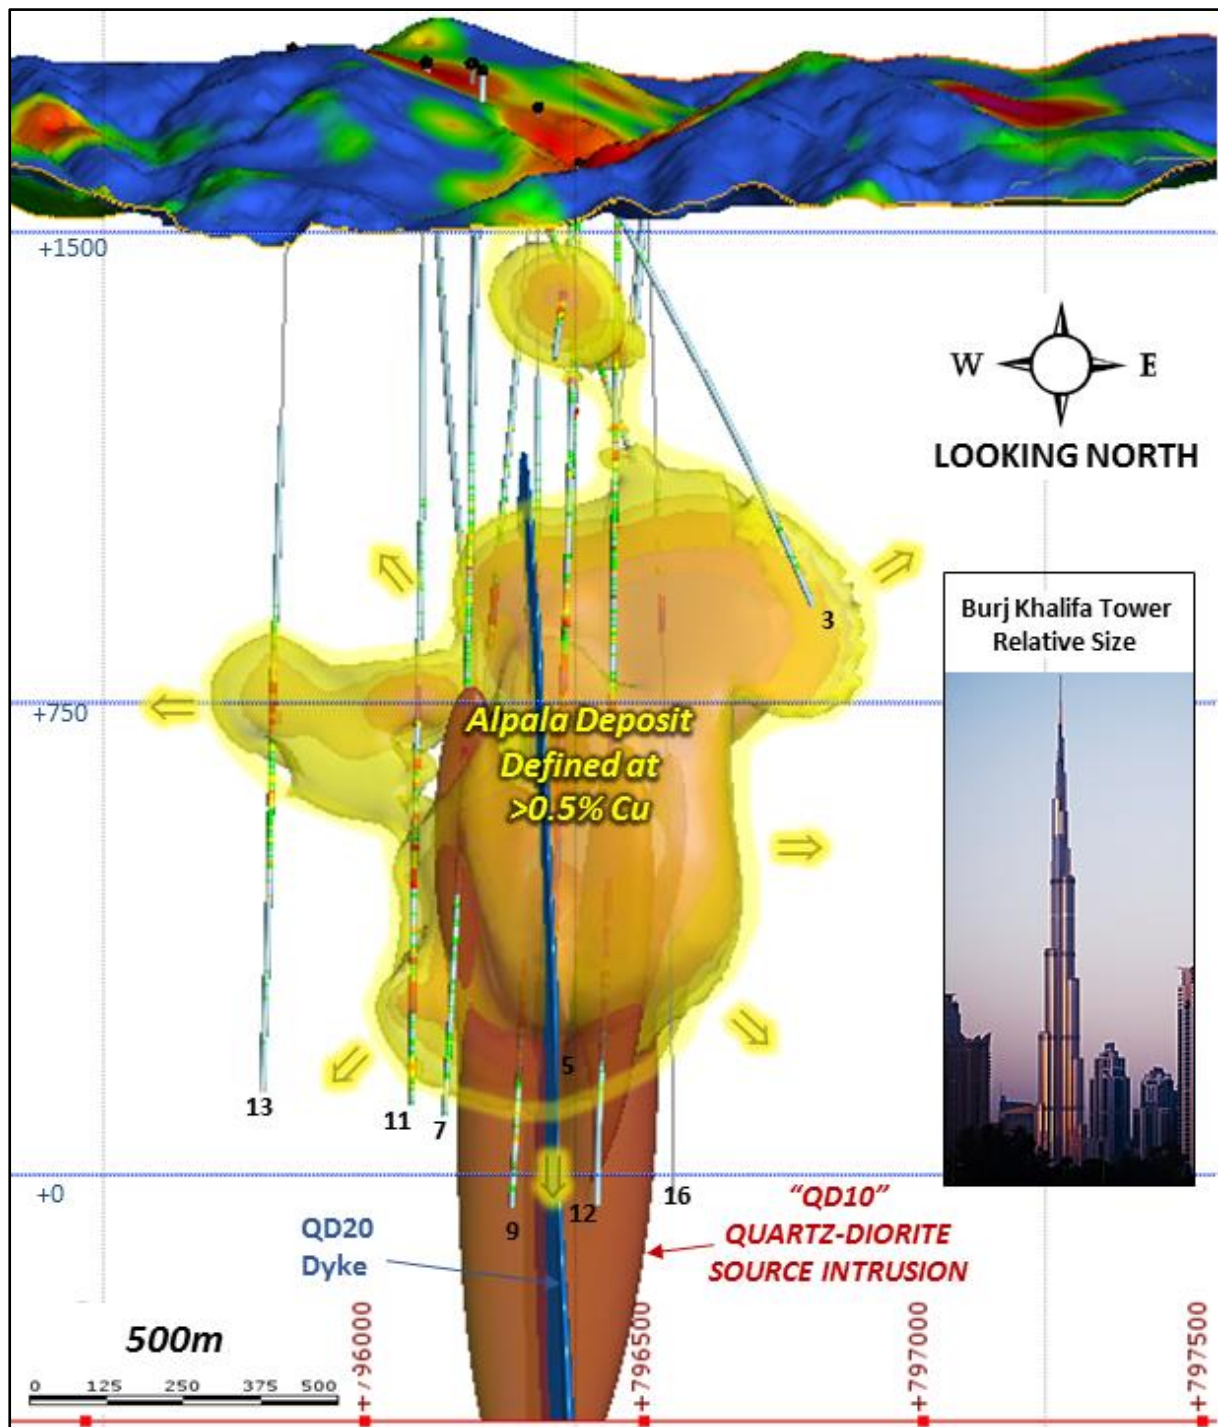 +1500
W E
LOOKING NORTH
Burj Khalifa Tower
Relative Size
3
+750
Alpala Deposit
Defined at
>0.5% Cu
5
13
11
7
+0
9
12
16
"QD10"
QUARTZ-DIORITE
SOURCE INTRUSION
QD20
Dyke
500m
0 125 250 375 500
+796000
+796500
+797000
+797500